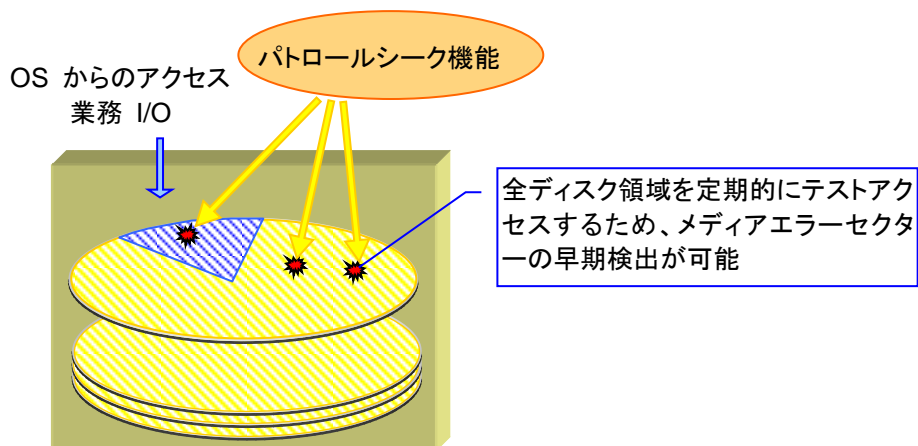 パトロールシーク機能
OS からのアクセス
業務 I/O
全ディスク領域を定期的にテストアク
セスするため、メディアエラーセクタ
ーの早期検出が可能